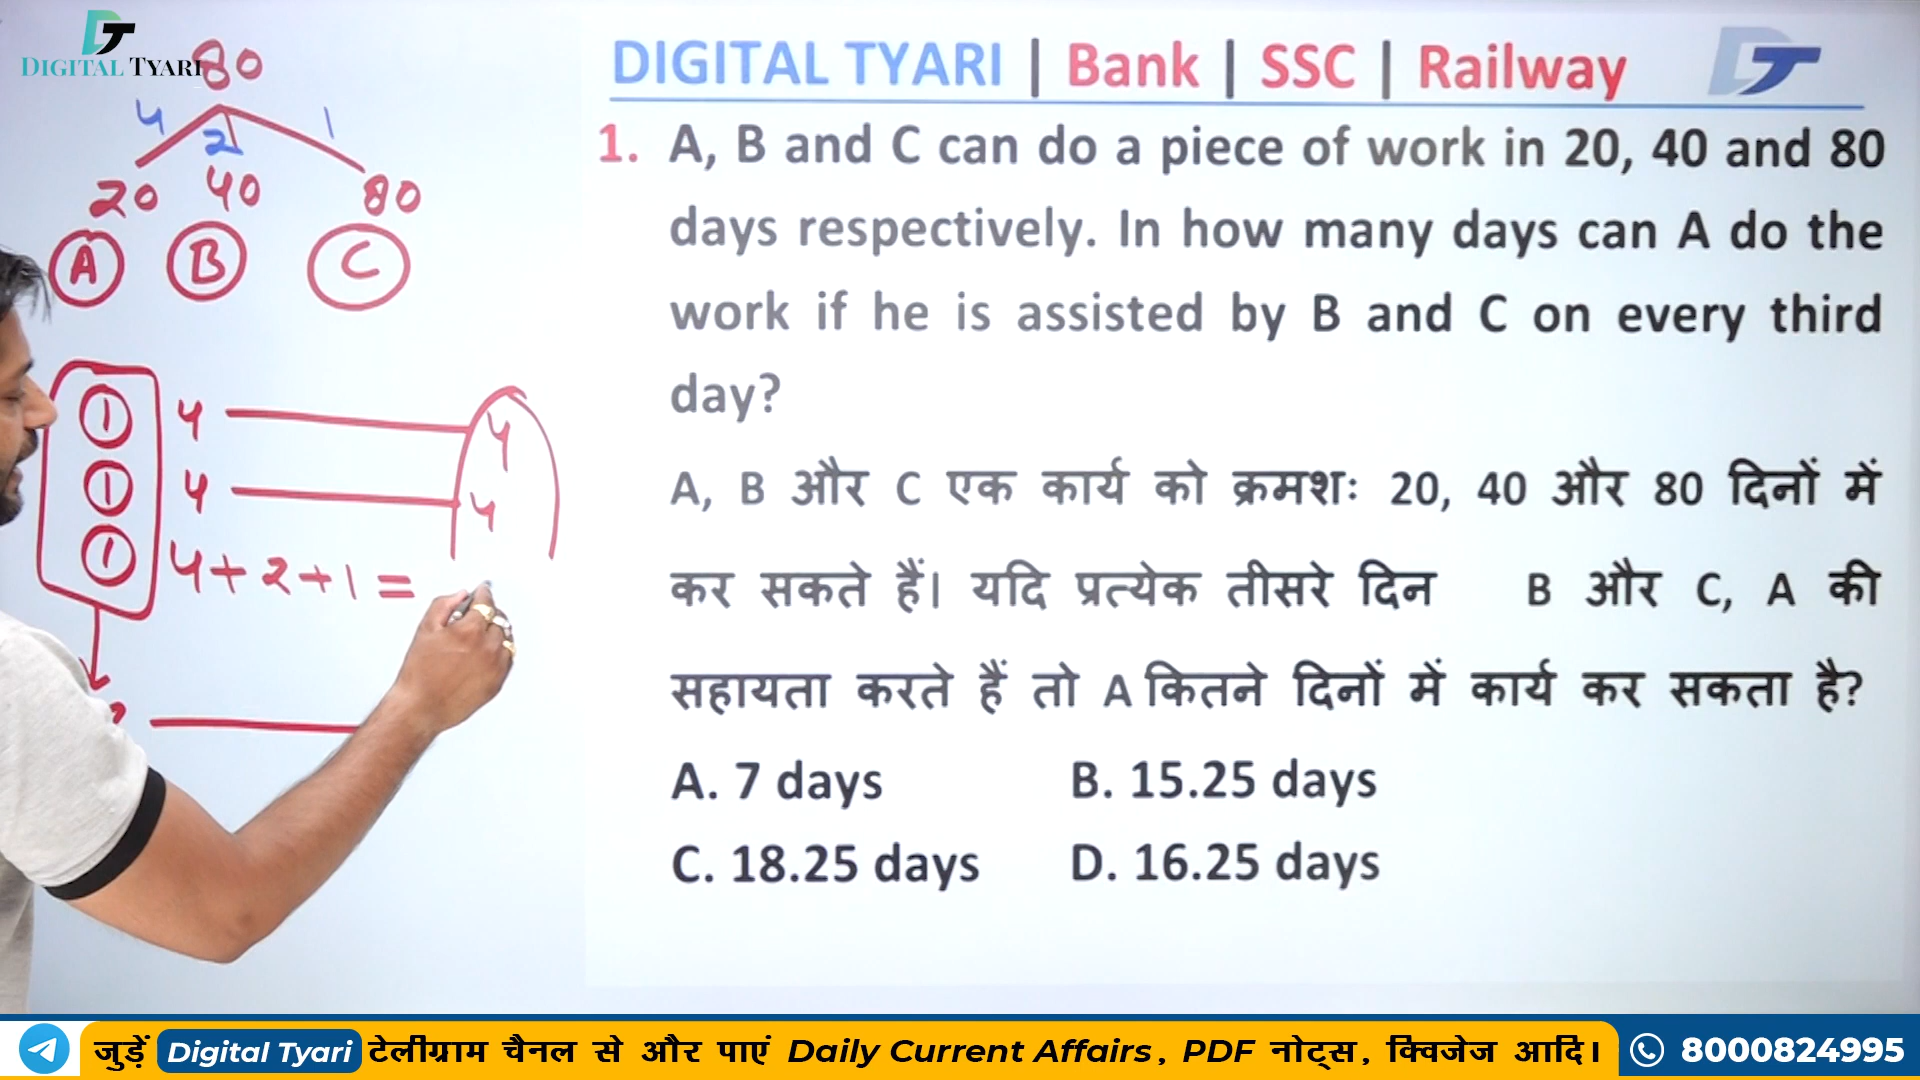 DT
DIGITAL TYARI
80
4 2 1
20 40 80
A B C
1 4 4
1 4 4
1 4+2+1=
DIGITAL TYARI | Bank | SSC | Railway
1. A, B and C can do a piece of work in 20, 40 and 80
days respectively. In how many days can A do the
work if he is assisted by B and C on every third
day?
A, B और C एक कार्य को क्रमशः 20, 40 और 80 दिनों में
कर सकते हैं। यदि प्रत्येक तीसरे दिन B और C, A की
सहायता करते हैं तो A कितने दिनों में कार्य कर सकता है?
A. 7 days B. 15.25 days
C. 18.25 days D. 16.25 days
जुड़ें Digital Tyari टेलीग्राम चैनल से और पाएं Daily Current Affairs, PDF नोट्स, क्विजेज आदि। 8000824995